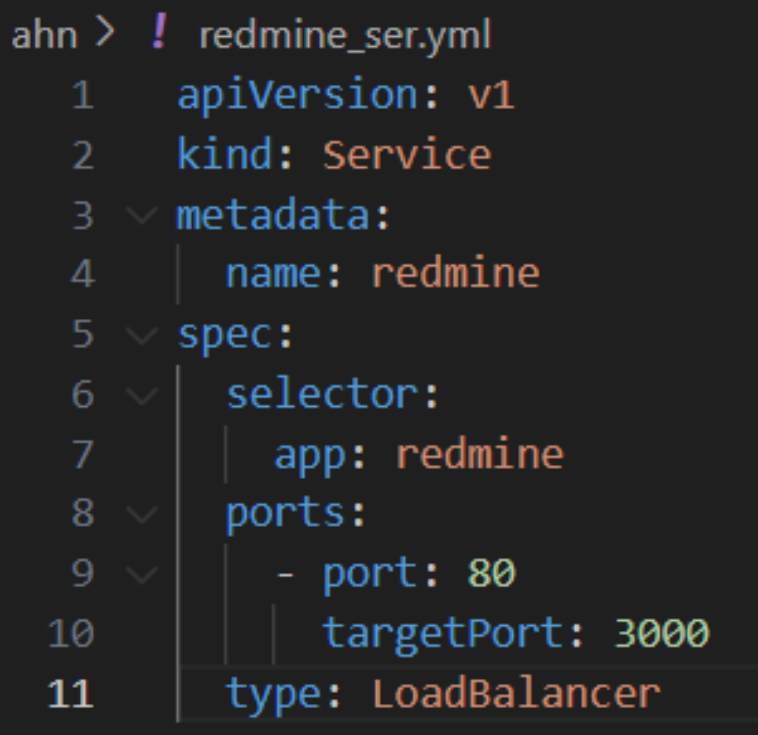 ahn > ! redmine_ser.yml
1 apiVersion: v1
2 kind: Service
3 metadata:
4   name: redmine
5 spec:
6   selector:
7     app: redmine
8   ports:
9     - port: 80
10       targetPort: 3000
11   type: LoadBalancer